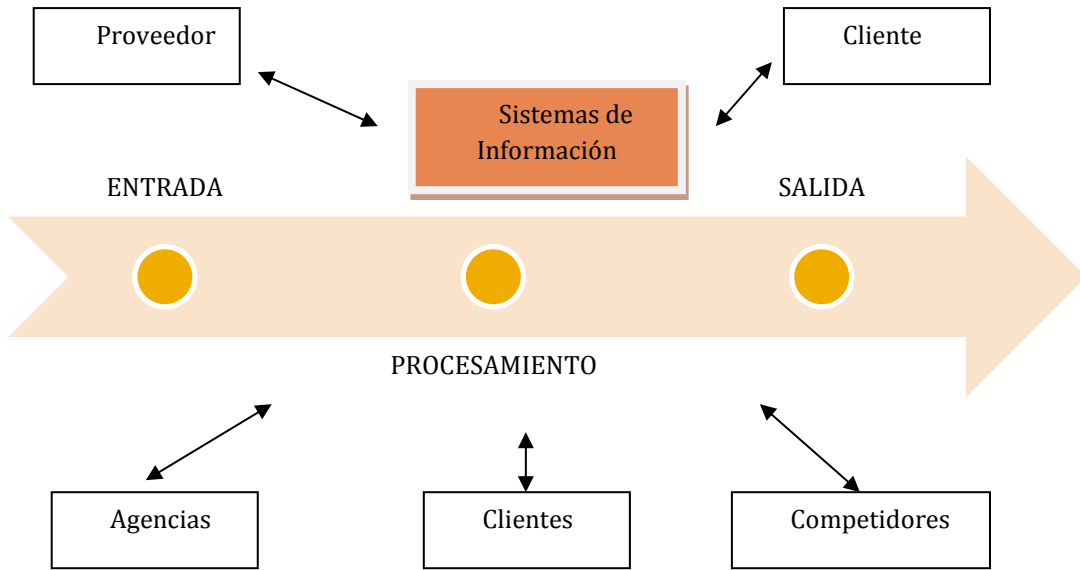 Proveedor
Cliente
Sistemas de
Información
ENTRADA
SALIDA
PROCESAMIENTO
Agencias
Clientes
Competidores